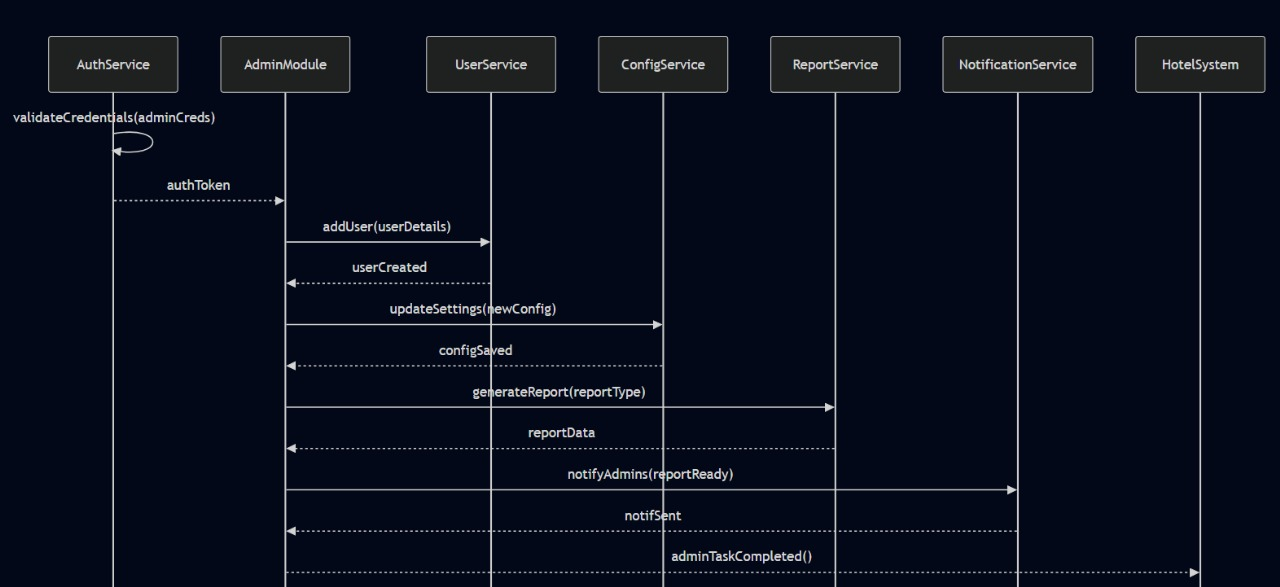 AuthService
AdminModule
UserService
ConfigService
ReportService
NotificationService
HotelSystem
validateCredentials(adminCreds)
authToken
addUser(userDetails)
userCreated
updateSettings(newConfig)
configSaved
generateReport(reportType)
reportData
notifyAdmins(reportReady)
notifSent
adminTaskCompleted()